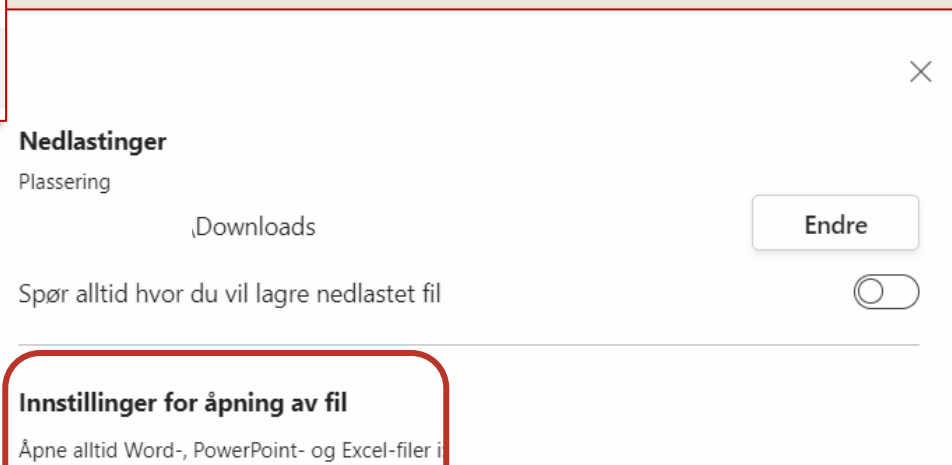 Nedlastinger
Plassering
\Downloads
Endre
Spør alltid hvor du vil lagre nedlastet fil
Innstillinger for åpning av fil
Åpne alltid Word-, PowerPoint- og Excel-filer i: